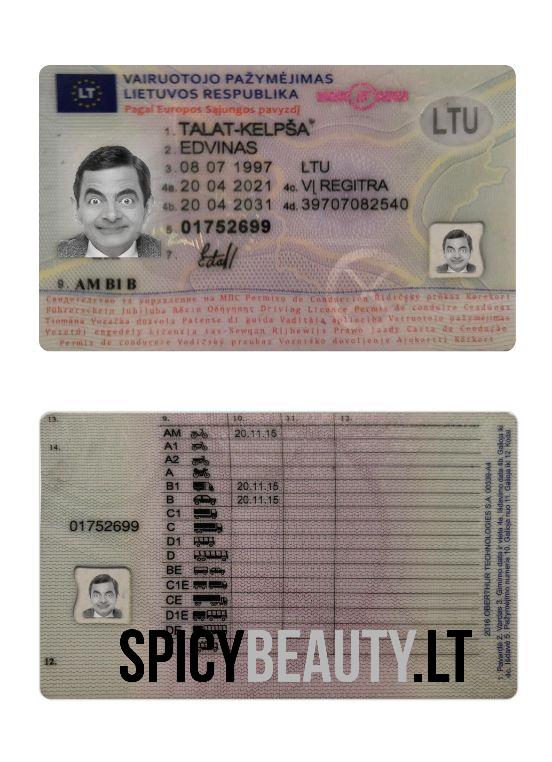 LT
VAIRUOTOJO PAŽYMĖJIMAS
LIETUVOS RESPUBLIKA
Pagal Europos Sąjungos pavyzdį
LTU
1. TALAT-KELPŠA
2. EDVINAS
3. 08 07 1997 LTU
4a. 20 04 2021 4c. VĮ REGITRA
4b. 20 04 2031 4d. 39707082540
5. 01752699
7.
9. AM B1 B
на МПС Permiso de Conducción Řidičský průkaz Kørekort
Führerschein Juhiluba Άδεια Οδήγησης Driving Licence Permis de conduire
Tiomána Vozačka dozvola Patente di guida Vadītāja apliecība Vairuotojo pažymėjimas
Vezetői engedély Liċenzja tas-Sewqan Rijbewijs Prawo Jazdy Carta de Condução
Permis de conducere Vodičský preukaz Vozniško dovoljenje Ajokortti Körkort
13. 9. 10. 11. 12.
14.
AM 20.11.15
A1
A2
A
B1 20.11.15
B 20.11.15
C1
C
D1
D
BE
C1E
CE
D1E
DE
01752699
12.
2016 OBERTHUR TECHNOLOGIES S.A.
1. Pavardė 2. Vardas 3. Gimimo data ir vieta 4a. Išdavimo data 4b. Galioja iki
4c. Išdavė 5. Pažymėjimo numeris 10. Galioja nuo 11. Galioja iki 12. Kodai
SPICYBEAUTY.LT